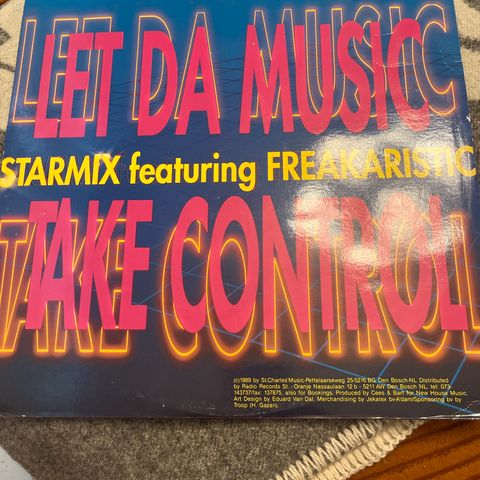 LET DA MUSIC
STARMIX featuring FREAKARISTIC
TAKE CONTROL
(c)1989 by St.Charles'Music-Pettelaarseweg 25-5216 BG Den Bosch-NL. Distributed
by Radio Records St. - Oranje Nassaulaan 12 b - 5211 AW Den Bosch NL, tel: 073-
143737/fax: 137875, also for Bookings. Produced by Cees & Bart for New House Music.
Art Design by Eduard Van Dal, Merchandising by Jekatex bv-A'dam/Sponsoring bv by
Troop (H. Gazan).